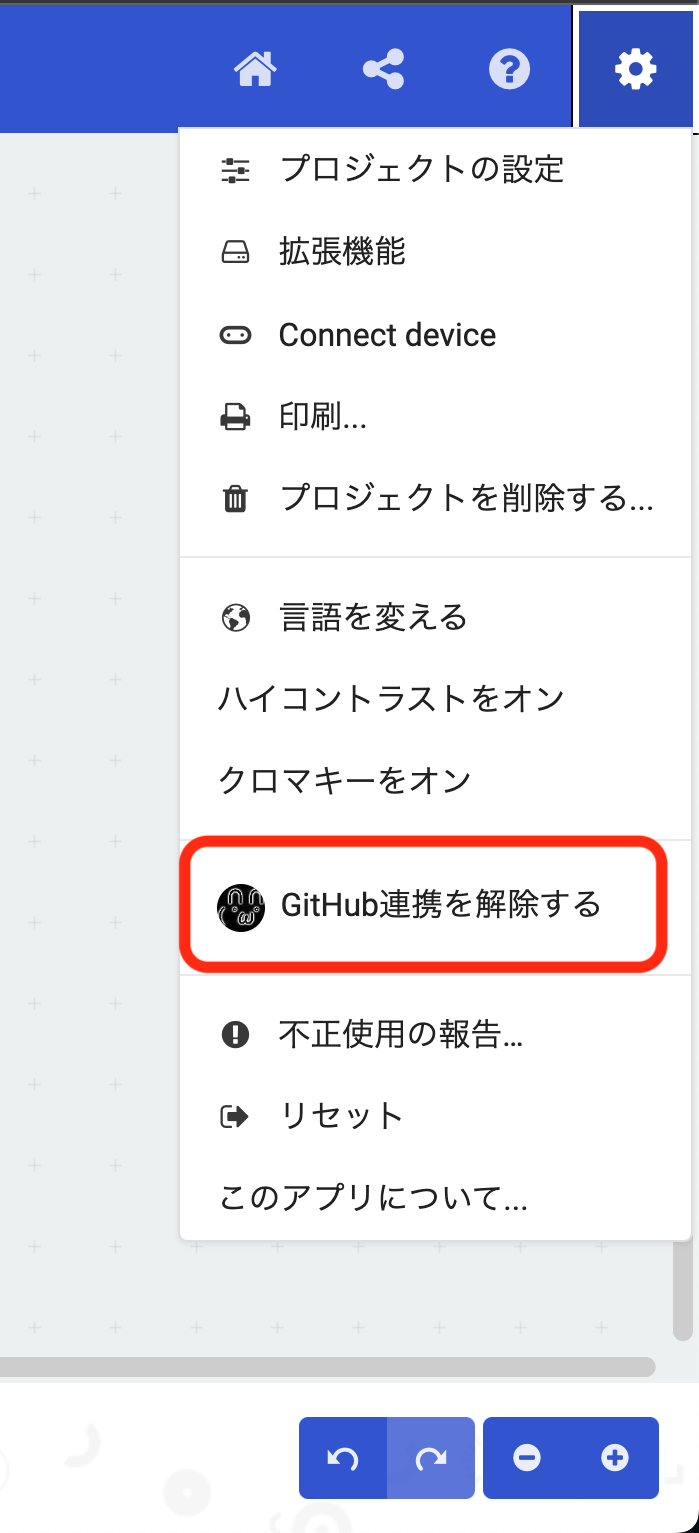 プロジェクトの設定
拡張機能
Connect device
印刷...
プロジェクトを削除する...
言語を変える
ハイコントラストをオン
クロマキーをオン
GitHub連携を解除する
不正使用の報告...
リセット
このアプリについて...